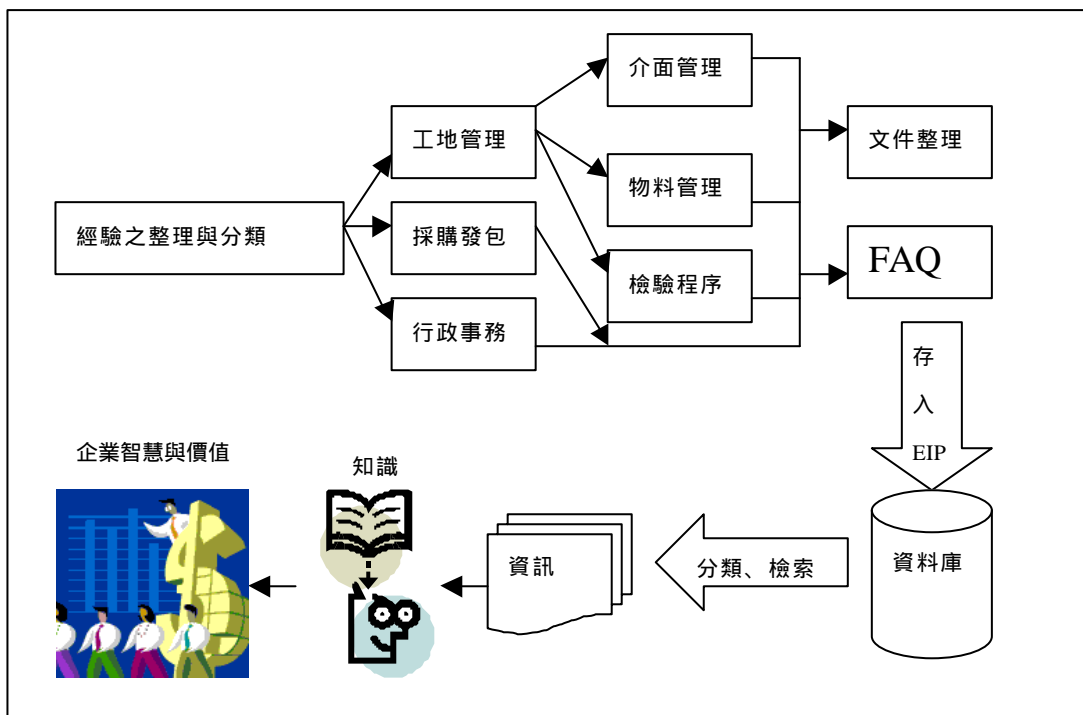 介面管理
工地管理
文件整理
物料管理
經驗之整理與分類
採購發包
FAQ
檢驗程序
行政事務
存
入
EIP
企業智慧與價值
知識
資訊
分類、檢索
資料庫